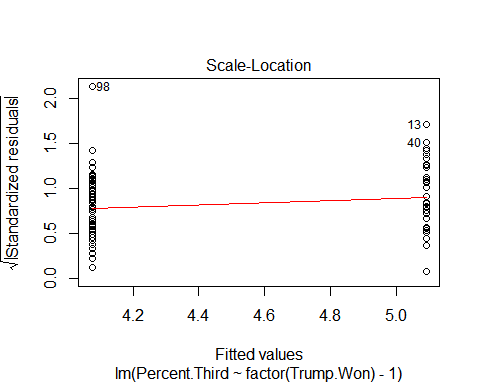 Scale-Location
√|Standardized residuals|
2.0
1.5
1.0
0.5
0.0
98
13
40
4.2 4.4 4.6 4.8 5.0
Fitted values
lm(Percent.Third ~ factor(Trump.Won) - 1)